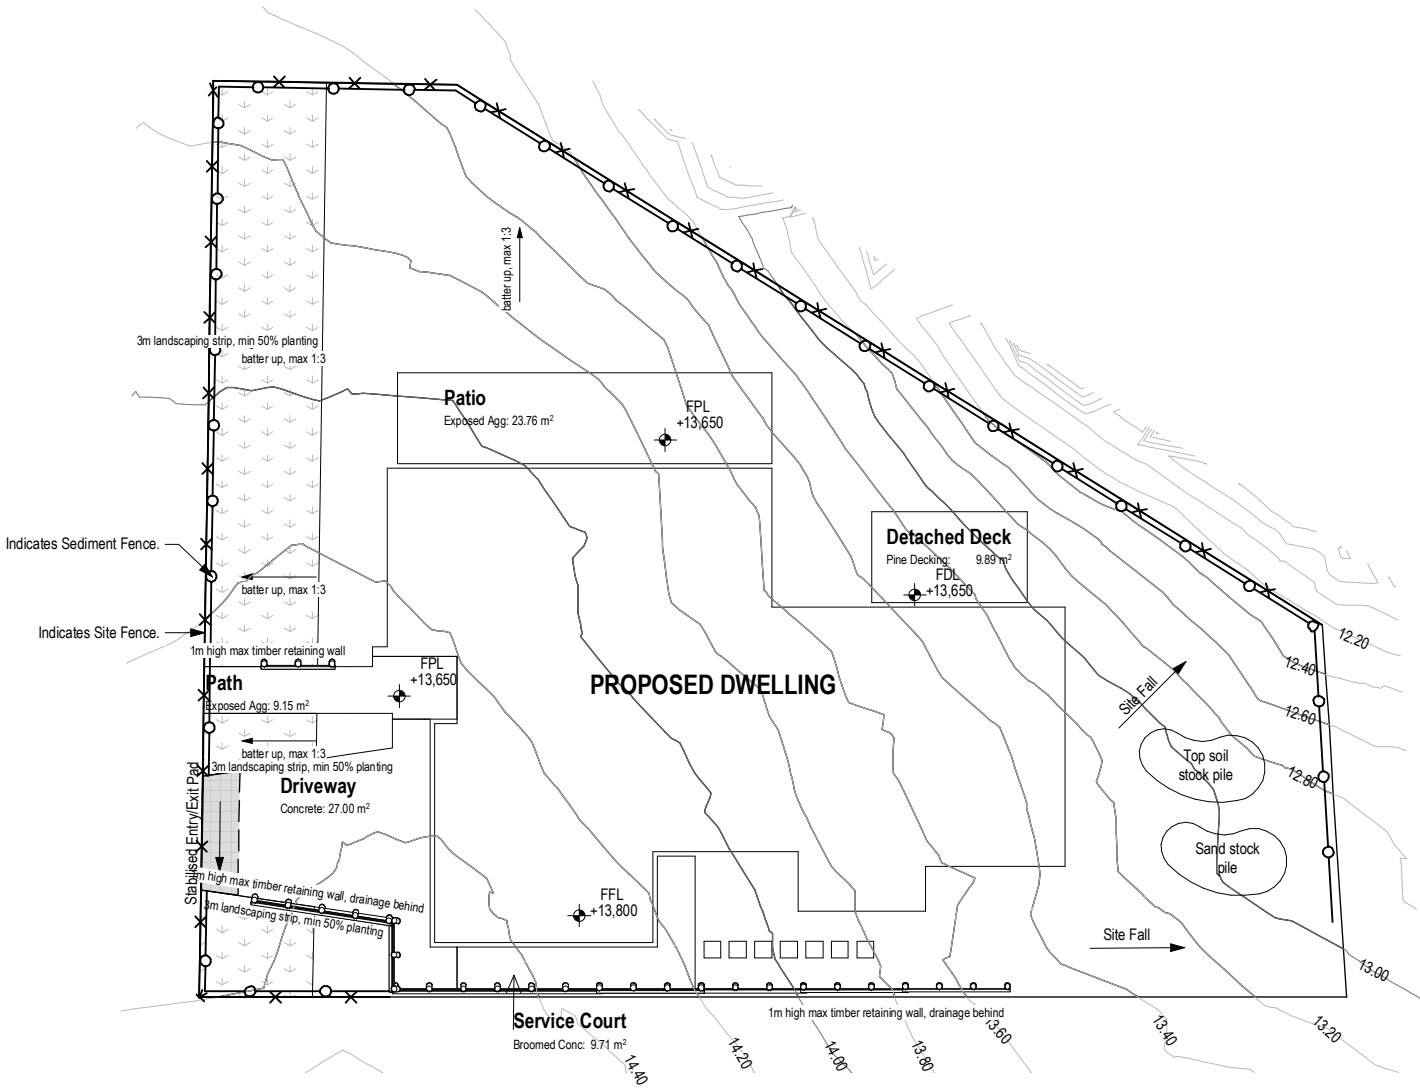 batter up, max 1:3
3m landscaping strip, min 50% planting
batter up, max 1:3
Patio
Exposed Agg: 23.76 m²
FPL
+13,650
Indicates Sediment Fence.
Detached Deck
Pine Decking: 9.89 m²
FDL
+13,650
batter up, max 1:3
Indicates Site Fence.
1m high max timber retaining wall
FPL
+13,650
Path
Exposed Agg: 9.15 m²
PROPOSED DWELLING
12.20
12.40
12.60
12.80
13.00
Site Fall
batter up, max 1:3
3m landscaping strip, min 50% planting
Driveway
Concrete: 27.00 m²
Stabilised Entry/Exit Pad
Top soil
stock pile
Sand stock
pile
1m high max timber retaining wall, drainage behind
3m landscaping strip, min 50% planting
FFL
+13,800
Site Fall
Service Court
Broomed Conc: 9.71 m²
1m high max timber retaining wall, drainage behind
14.40
14.20
14.00
13.80
13.60
13.40
13.20